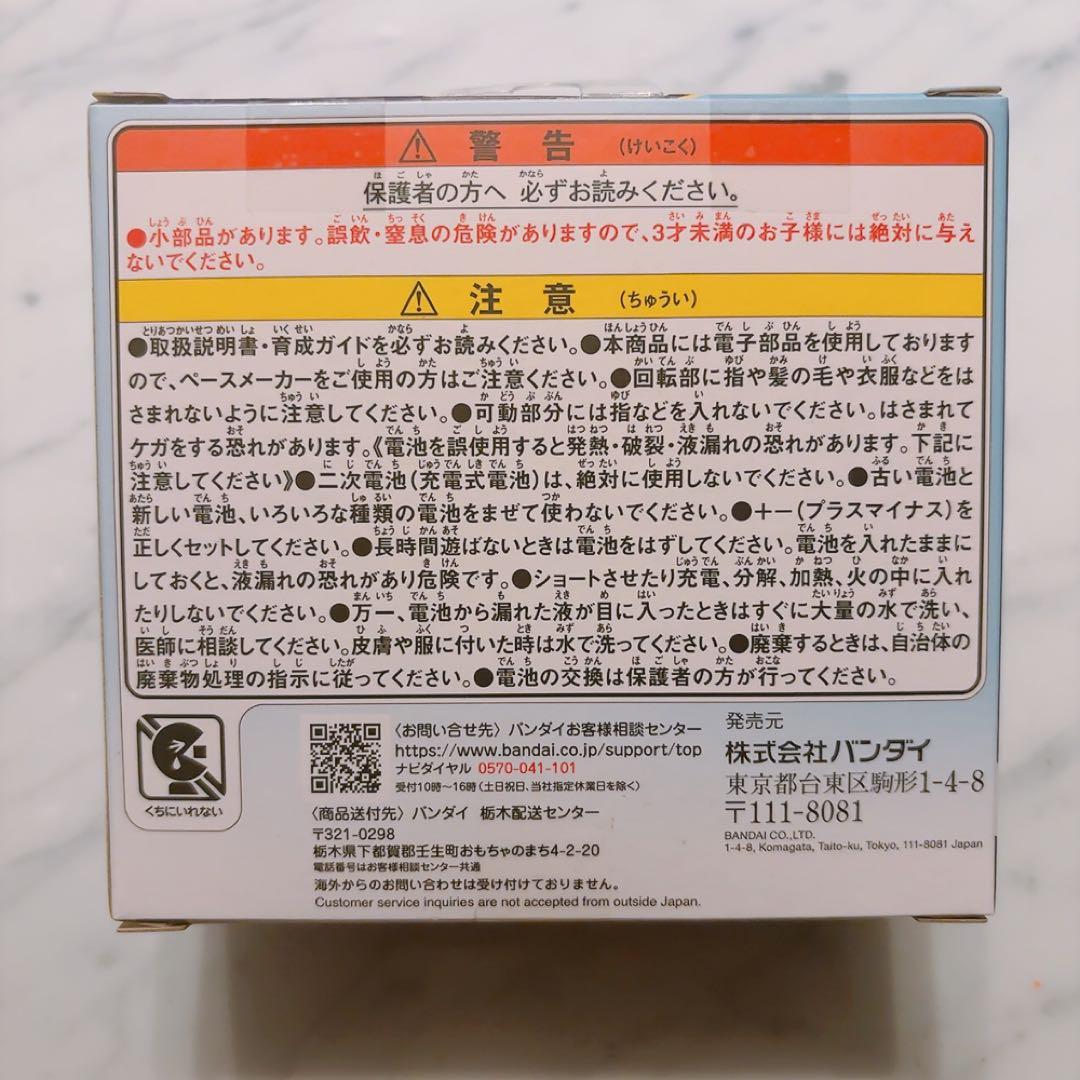 警告 (けいこく)
保護者の方へ 必ずお読みください。
●小部品があります。誤飲・窒息の危険がありますので、3才未満のお子様には絶対に与え
ないでください。
注意 (ちゅうい)
●取扱説明書・育成ガイドを必ずお読みください。●本商品には電子部品を使用しております
ので、ペースメーカーをご使用の方はご注意ください。●回転部に指や髪の毛や衣服などをは
さまれないように注意してください。●可動部分には指などを入れないでください。はさまれて
ケガをする恐れがあります。《電池を誤使用すると発熱・破裂・液漏れの恐れがあります。下記に
注意してください》●二次電池(充電式電池)は、絶対に使用しないでください。●古い電池と
新しい電池、いろいろな種類の電池をまぜて使わないでください。●+-(プラスマイナス)を
正しくセットしてください。●長時間遊ばないときは電池をはずしてください。電池を入れたままに
しておくと、液漏れの恐れがあり危険です。●ショートさせたり充電、分解、加熱、火の中に入れ
たりしないでください。●万一、電池から漏れた液が目に入ったときはすぐに大量の水で洗い、
医師に相談してください。皮膚や服に付いた時は水で洗ってください。●廃棄するときは、自治体の
廃棄物処理の指示に従ってください。●電池の交換は保護者の方が行ってください。
くちにいれない
〈お問い合せ先〉バンダイお客様相談センター
https://www.bandai.co.jp/support/top
ナビダイヤル 0570-041-101
受付10時〜16時(土日祝日、当社指定休業日を除く)
〈商品送付先〉バンダイ 栃木配送センター
〒321-0298
栃木県下都賀郡壬生町おもちゃのまち4-2-20
電話番号はお客様相談センター共通
海外からのお問い合わせは受け付けておりません。
Customer service inquiries are not accepted from outside Japan.
発売元
株式会社バンダイ
東京都台東区駒形1-4-8
〒111-8081
BANDAI CO.,LTD.
1-4-8, Komagata, Taito-ku, Tokyo, 111-8081 Japan